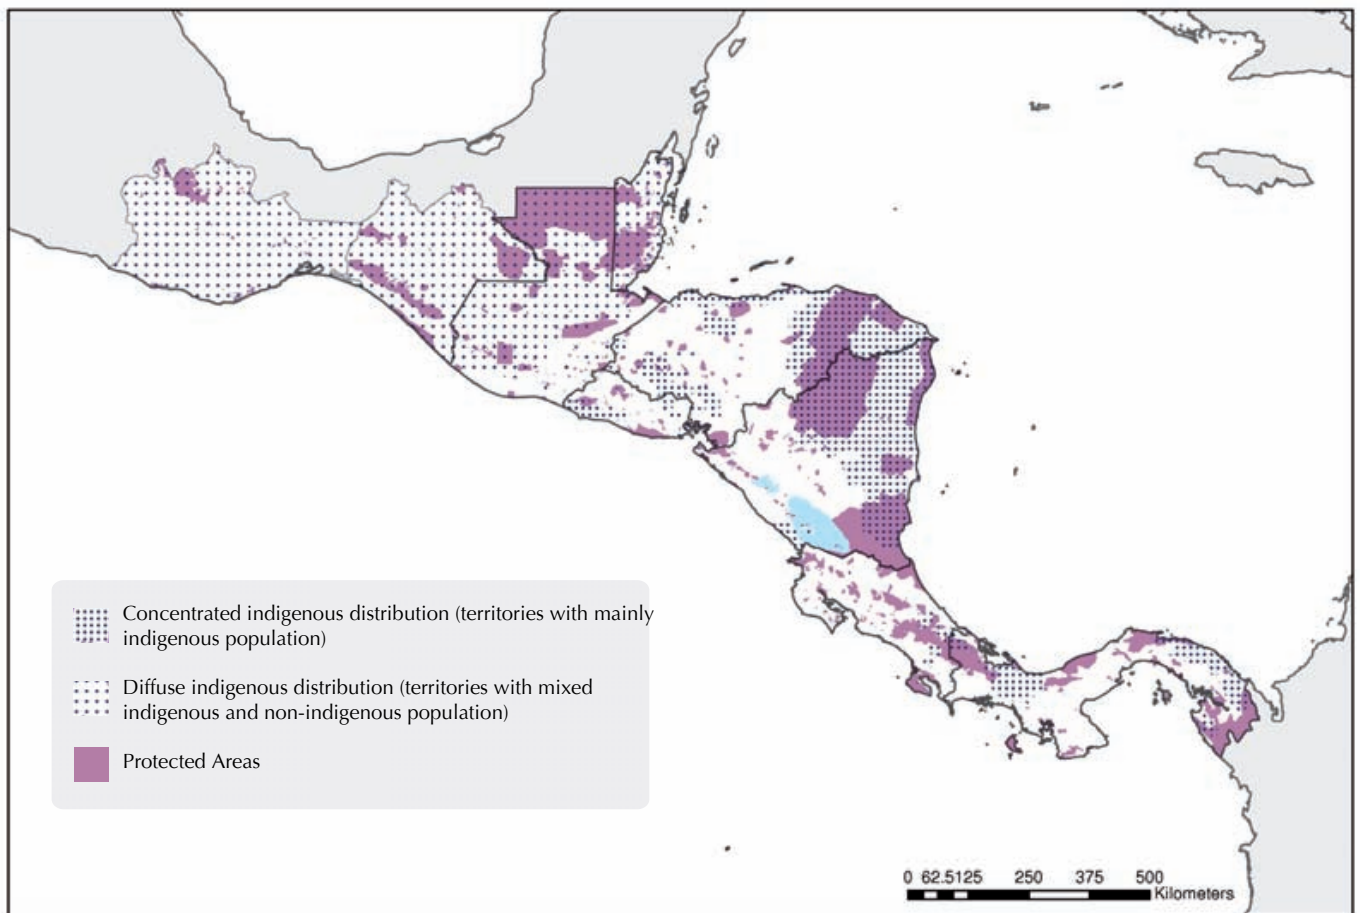 Concentrated indigenous distribution (territories with mainly
indigenous population)
Diffuse indigenous distribution (territories with mixed
indigenous and non-indigenous population)
Protected Areas
0 62.5125 250 375 500
Kilometers